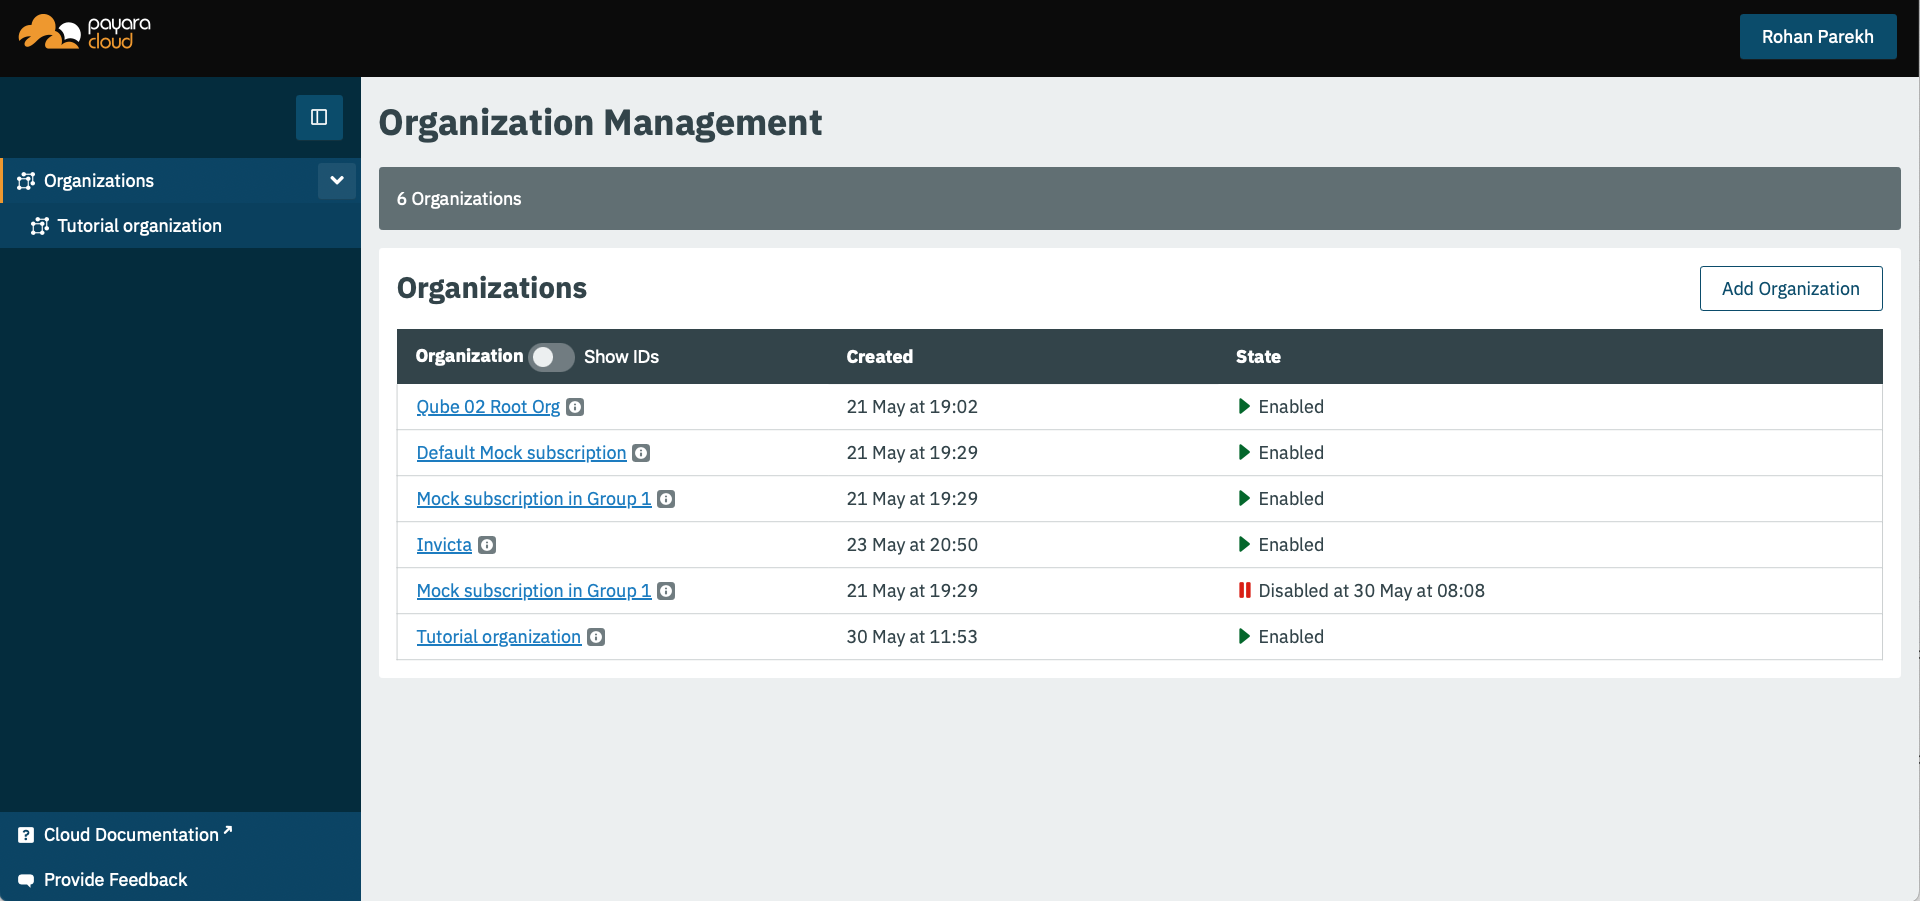 payara
cloud
Rohan Parekh
Organizations
Tutorial organization
Organization Management
6 Organizations
Organizations
Add Organization
Organization Show IDs Created State
Qube 02 Root Org 21 May at 19:02 Enabled
Default Mock subscription 21 May at 19:29 Enabled
Mock subscription in Group 1 21 May at 19:29 Enabled
Invicta 23 May at 20:50 Enabled
Mock subscription in Group 1 21 May at 19:29 Disabled at 30 May at 08:08
Tutorial organization 30 May at 11:53 Enabled
Cloud Documentation
Provide Feedback